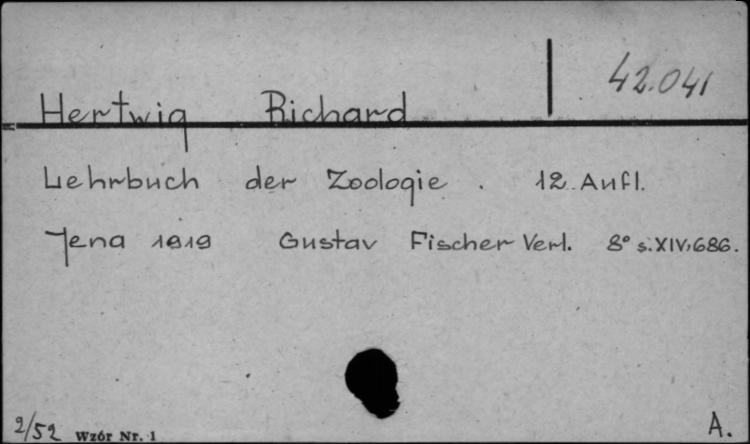 42.041
Hertwig Richard
Lehrbuch der Zoologie. 12. Aufl.
Jena 1919 Gustav Fischer Verl. 8° s. XIV, 686.
2/52 Wzór Nr. 1
A.